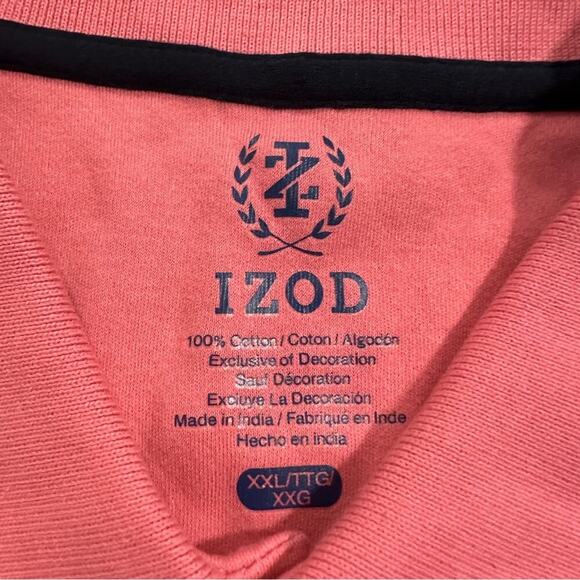 IZ
IZOD
100% Cotton / Coton / Algodón
Exclusive of Decoration
Sauf Décoration
Excluye La Decoración
Made in India / Fabriqué en Inde
Hecho en india
XXL/TTG/
XXG